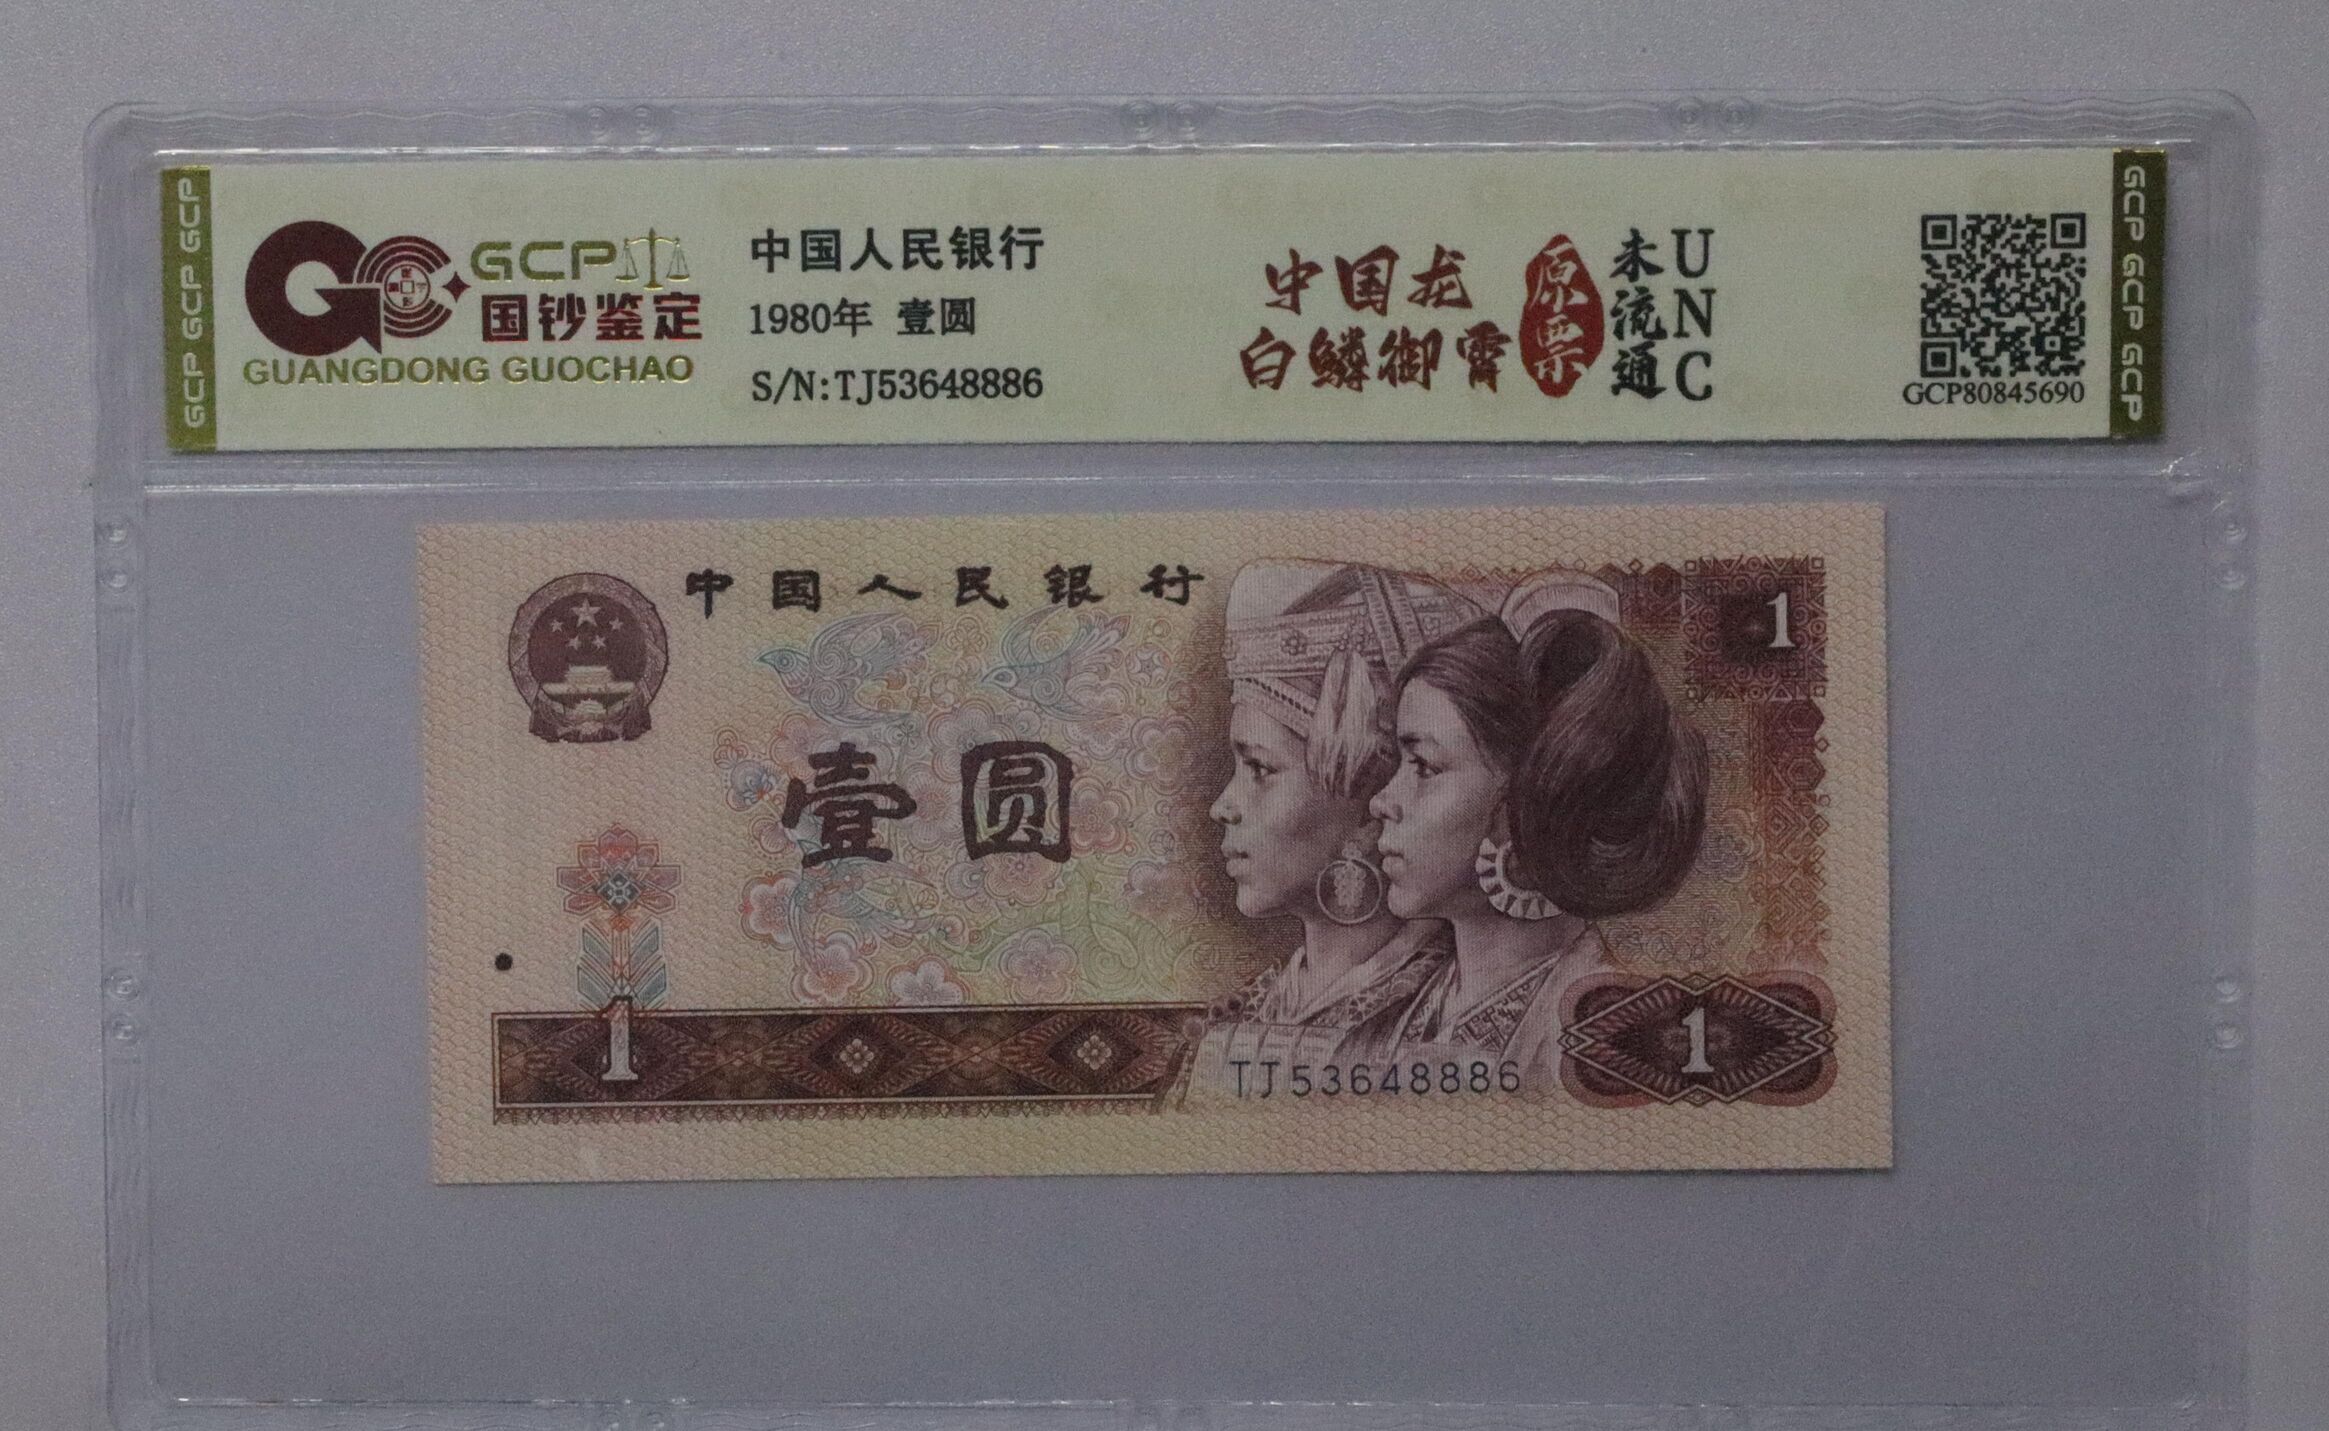 GCP GCP GCP
GCP
国钞鉴定
GUANGDONG GUOCHAO
中国人民银行
1980年 壹圆
S/N:TJ53648886
中国龙
白鳞御霄
原票
未流通
UNC
GCP80845690
GCP GCP GCP GCP
中国人民银行
1
壹圆
1
1
TJ53648886